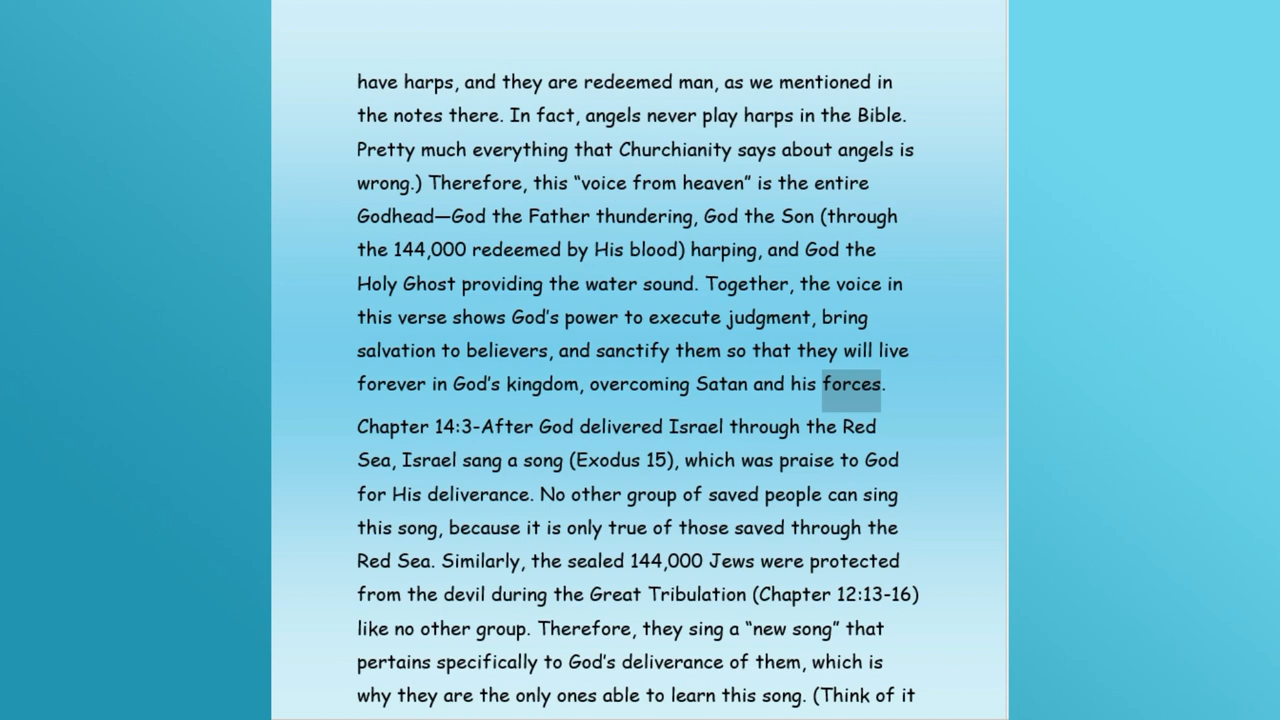 have harps, and they are redeemed man, as we mentioned in
the notes there. In fact, angels never play harps in the Bible.
Pretty much everything that Churchianity says about angels is
wrong.) Therefore, this “voice from heaven” is the entire
Godhead—God the Father thundering, God the Son (through
the 144,000 redeemed by His blood) harping, and God the
Holy Ghost providing the water sound. Together, the voice in
this verse shows God’s power to execute judgment, bring
salvation to believers, and sanctify them so that they will live
forever in God’s kingdom, overcoming Satan and his forces.
Chapter 14:3-After God delivered Israel through the Red
Sea, Israel sang a song (Exodus 15), which was praise to God
for His deliverance. No other group of saved people can sing
this song, because it is only true of those saved through the
Red Sea. Similarly, the sealed 144,000 Jews were protected
from the devil during the Great Tribulation (Chapter 12:13-16)
like no other group. Therefore, they sing a “new song” that
pertains specifically to God’s deliverance of them, which is
why they are the only ones able to learn this song. (Think of it